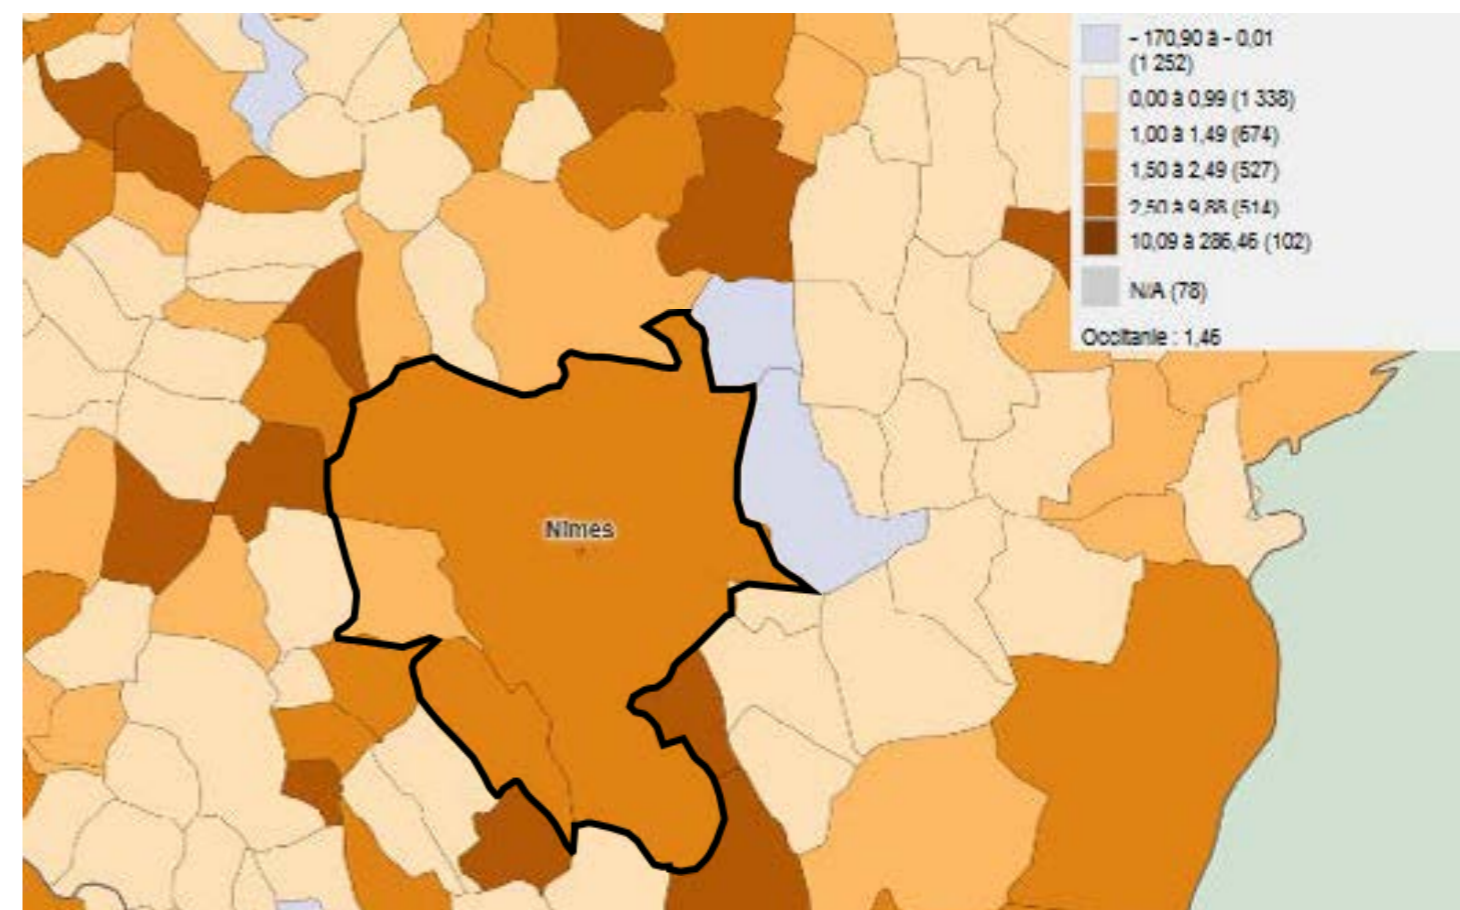 - 170,90 à - 0,01
(1 252)
0,00 à 0,99 (1 338)
1,00 à 1,49 (674)
1,50 à 2,49 (527)
2,50 à 9,88 (514)
10,09 à 286,46 (102)
N/A (78)
Occitanie : 1,46
Nîmes